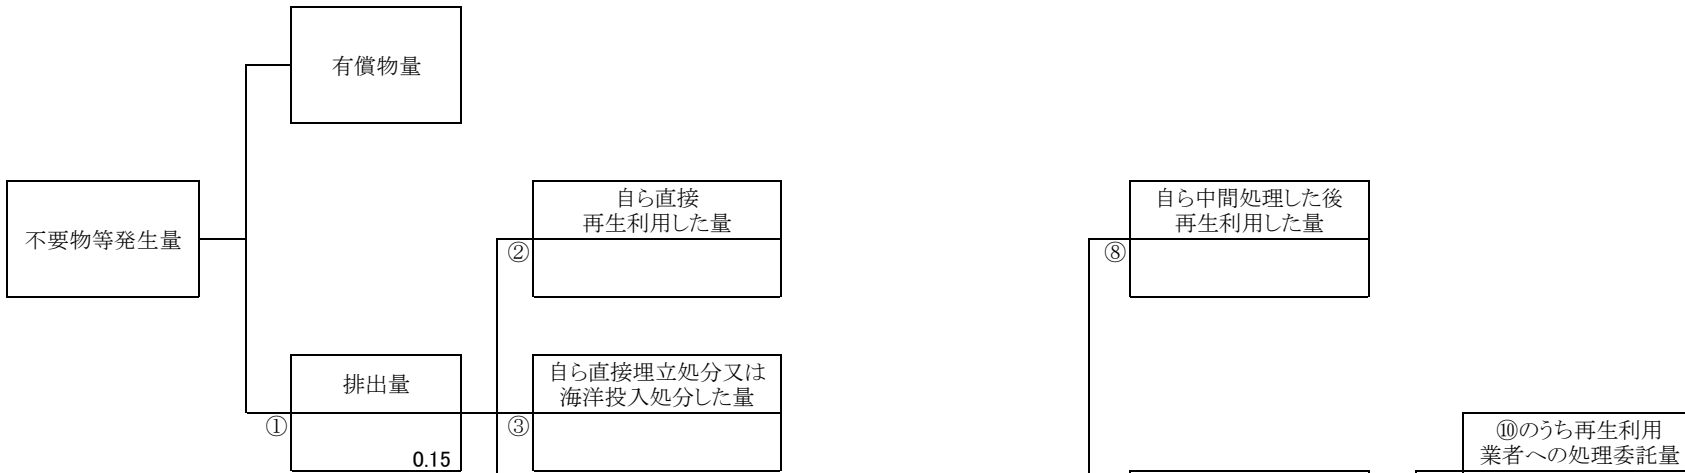 有償物量
不要物等発生量
自ら直接
再生利用した量
②
自ら中間処理した後
再生利用した量
⑧
排出量
①
0.15
自ら直接埋立処分又は
海洋投入処分した量
③
⑩のうち再生利用
業者への処理委託量